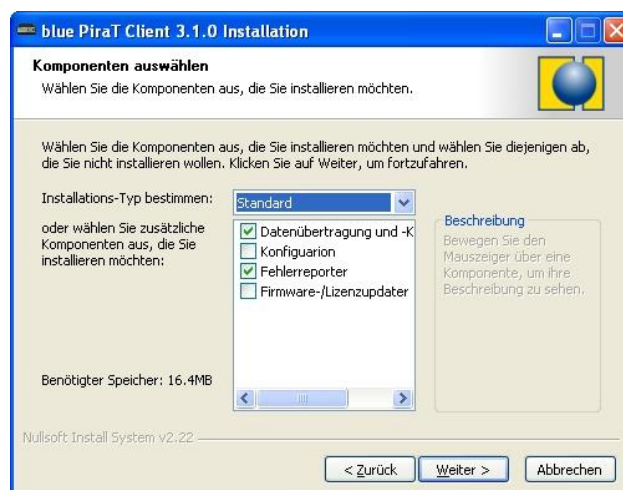 blue PiraT Client 3.1.0 Installation
Komponenten auswählen
Wählen Sie die Komponenten aus, die Sie installieren möchten.
Wählen Sie die Komponenten aus, die Sie installieren möchten und wählen Sie diejenigen ab,
die Sie nicht installieren wollen. Klicken Sie auf Weiter, um fortzufahren.
Installations-Typ bestimmen:
Standard
oder wählen Sie zusätzliche
Komponenten aus, die Sie
installieren möchten:
Datenübertragung und -K
Konfiguarion
Fehlerreporter
Firmware-/Lizenzupdater
Beschreibung
Bewegen Sie den
Mauszeiger über eine
Komponente, um ihre
Beschreibung zu sehen.
Benötigter Speicher: 16.4MB
Nullsoft Install System v2.22
< Zurück
Weiter >
Abbrechen